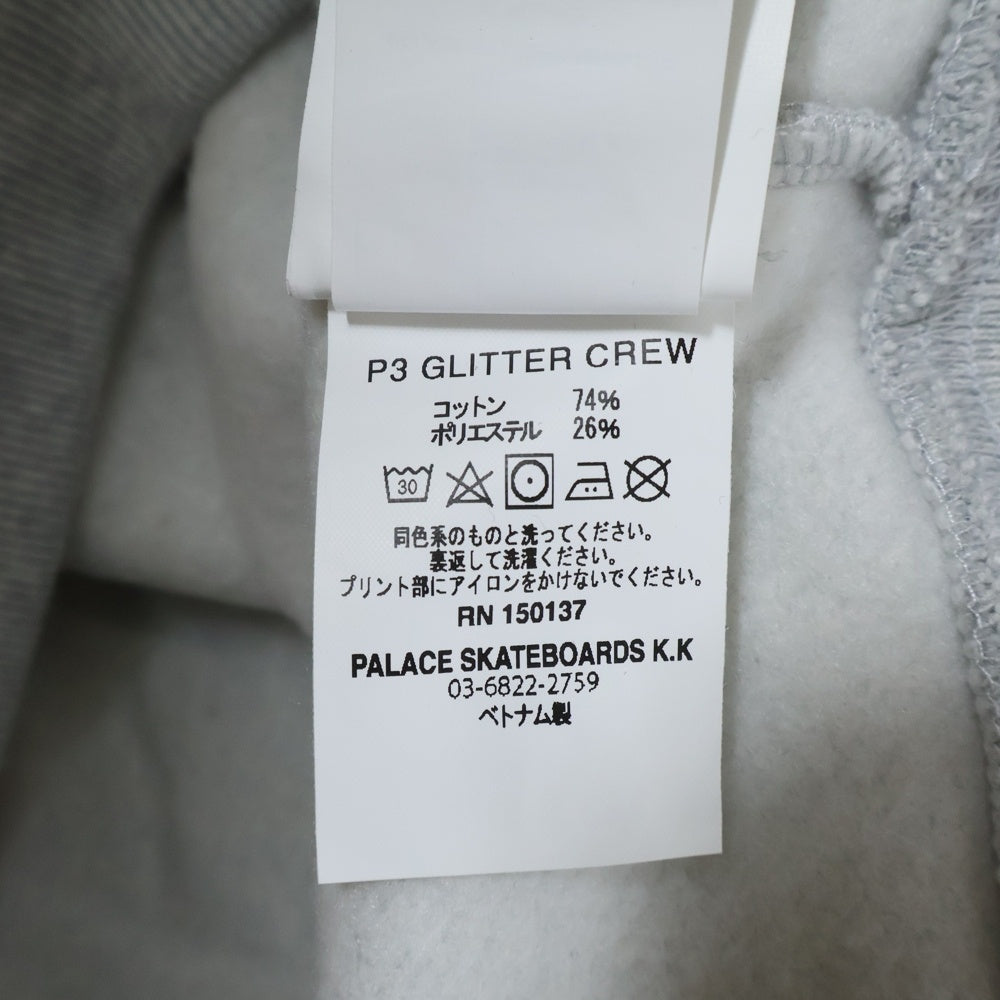 P3 GLITTER CREW
コットン 74%
ポリエステル 26%
30
同色系のものと洗ってください。
裏返して洗濯ください。
プリント部にアイロンをかけないでください。
RN 150137
PALACE SKATEBOARDS K.K
03-6822-2759
ベトナム製